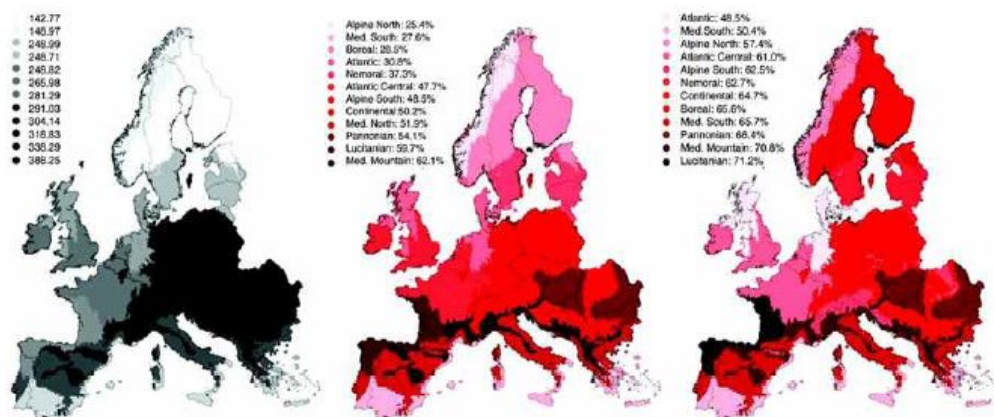 142.77
148.97
248.99
248.71
248.82
265.98
281.29
291.03
304.14
318.83
338.29
388.25
Alpine North: 25.4%
Med. South: 27.6%
Boreal: 28.5%
Atlantic: 30.8%
Nemoral: 37.3%
Atlantic Central: 47.7%
Alpine South: 48.5%
Continental 50.2%
Med. North: 51.9%
Pannonian: 54.1%
Lucitanian: 59.7%
Med. Mountain: 62.1%
Atlantic: 48.5%
Med.South: 50.4%
Alpine North: 57.4%
Atlantic Central: 61.0%
Alpine South: 62.5%
Nemoral: 62.7%
Continental: 64.7%
Boreal: 65.6%
Med. South: 65.7%
Pannonian: 68.4%
Med. Mountain: 70.8%
Lucitanian: 71.2%